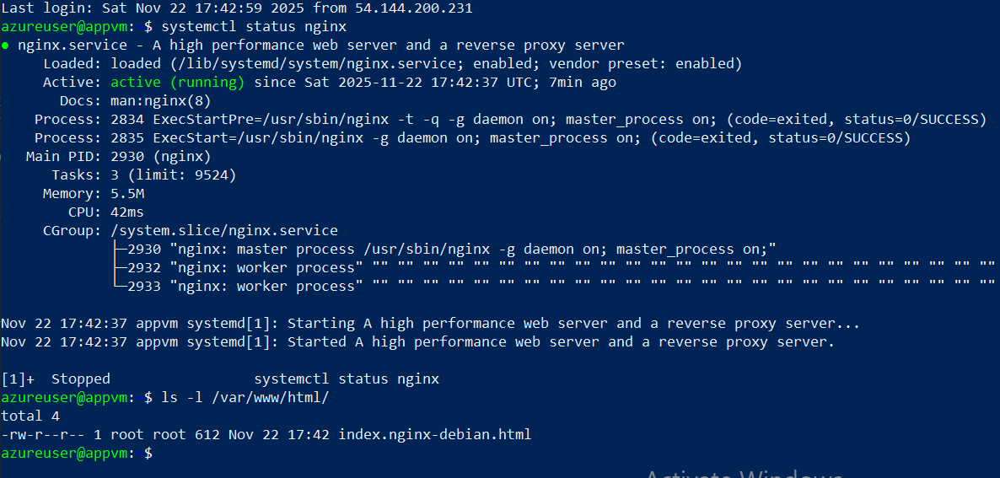 Last login: Sat Nov 22 17:42:59 2025 from 54.144.200.231
azureuser@appvm:~$ systemctl status nginx
● nginx.service - A high performance web server and a reverse proxy server
     Loaded: loaded (/lib/systemd/system/nginx.service; enabled; vendor preset: enabled)
     Active: active (running) since Sat 2025-11-22 17:42:37 UTC; 7min ago
       Docs: man:nginx(8)
    Process: 2834 ExecStartPre=/usr/sbin/nginx -t -q -g daemon on; master_process on; (code=exited, status=0/SUCCESS)
    Process: 2835 ExecStart=/usr/sbin/nginx -g daemon on; master_process on; (code=exited, status=0/SUCCESS)
   Main PID: 2930 (nginx)
      Tasks: 3 (limit: 9524)
     Memory: 5.5M
        CPU: 42ms
     CGroup: /system.slice/nginx.service
             ├─2930 "nginx: master process /usr/sbin/nginx -g daemon on; master_process on;"
             ├─2932 "nginx: worker process" "" "" "" "" "" "" "" "" "" "" "" "" "" "" "" "" "" "" "" "" "" "" "" "" ""
             └─2933 "nginx: worker process" "" "" "" "" "" "" "" "" "" "" "" "" "" "" "" "" "" "" "" "" "" "" "" "" ""
Nov 22 17:42:37 appvm systemd[1]: Starting A high performance web server and a reverse proxy server...
Nov 22 17:42:37 appvm systemd[1]: Started A high performance web server and a reverse proxy server.
[1]+  Stopped                 systemctl status nginx
azureuser@appvm:~$ ls -l /var/www/html/
total 4
-rw-r--r-- 1 root root 612 Nov 22 17:42 index.nginx-debian.html
azureuser@appvm:~$
Activate Windows